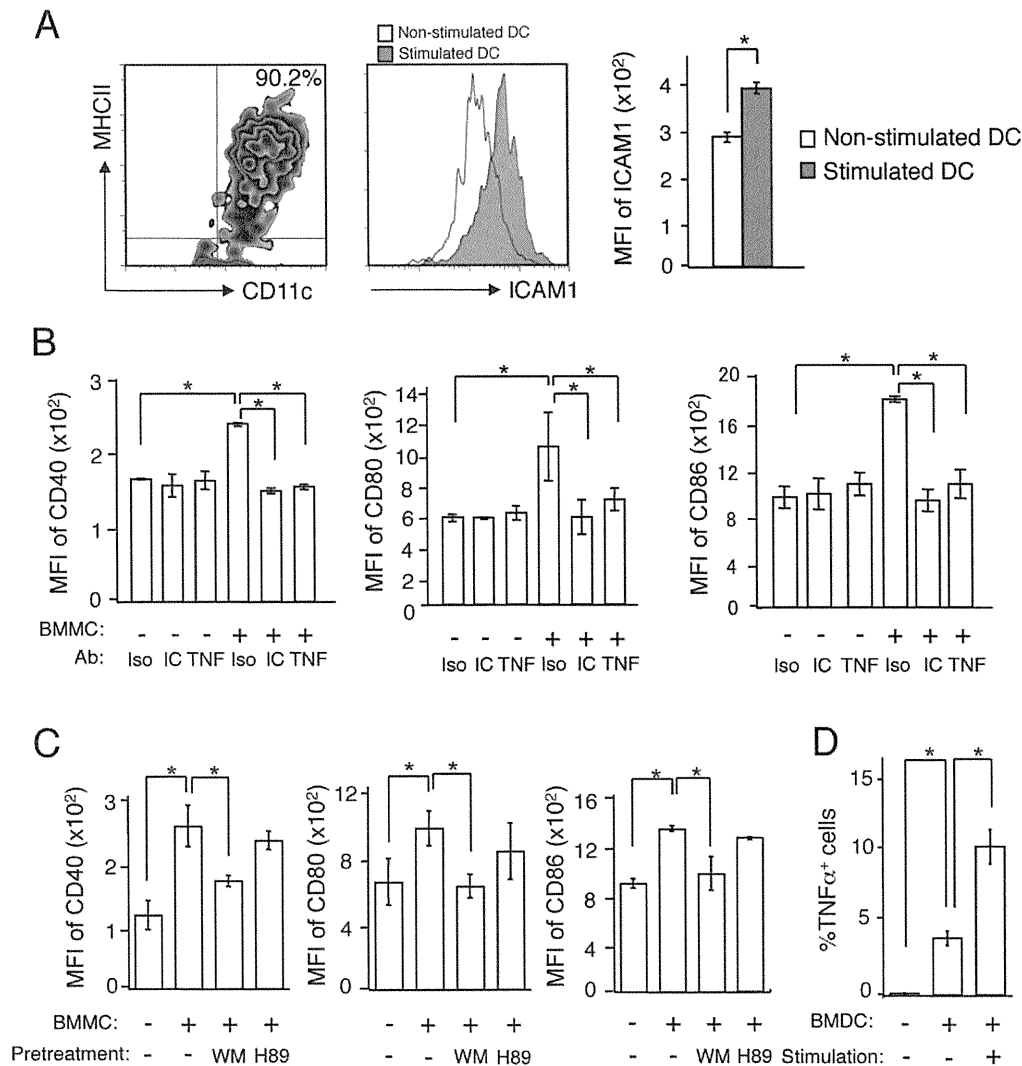 A
Non-stimulated DC
Stimulated DC
90.2%
MHCII
CD11c
ICAM1
MFI of ICAM1 (x10²)
4
3
2
1
0
*
Non-stimulated DC
Stimulated DC
B
MFI of CD40 (x10²)
3
2
1
0
* * *
BMMC: - - - + + +
Ab: Iso IC TNF Iso IC TNF
MFI of CD80 (x10²)
14
12
10
8
6
4
2
0
* * *
- - - + + +
Iso IC TNF Iso IC TNF
MFI of CD86 (x10²)
20
16
12
8
4
0
* * *
- - - + + +
Iso IC TNF Iso IC TNF
C
MFI of CD40 (x10²)
3
2
1
0
* *
BMMC: - + + +
Pretreatment: - - WM H89
MFI of CD80 (x10²)
12
8
4
0
* *
- + + +
- - WM H89
MFI of CD86 (x10²)
16
12
8
4
0
* *
- + + +
- - WM H89
D
%TNFα⁺ cells
15
10
5
0
* *
BMDC: - + +
Stimulation: - - +